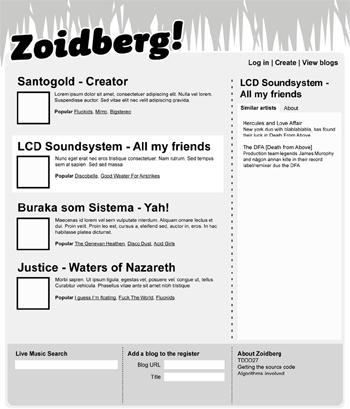 Zoidberg!
Log in | Create | View blogs
Santogold - Creator
Lorem ipsum dolor sit amet, consectetuer adipiscing elit. Nulla vel lorem.
Suspendisse auctor. Sed vitae elit nec velit adipiscing gravida.
Popular Fluokids, Mirro, Bigstereo
LCD Soundsystem - All my friends
Nunc eget erat nec eros tristique consectetuer. Nam rutrum. Sed tempus
sem at sapien. Sed sed massa
Popular Discobelle, Good Weater For Airstrikes
Buraka som Sistema - Yah!
Maecenas id lorem vel sem vulputate interdum. Aliquam ornare lectus et
dui. Proin velit. Proin leo est, cursus a, eleifend sed, auctor in, eros. In hac
habitasse platea dictumst.
Popular The Genevan Heathen, Disco Dust, Acid Girls
Justice - Waters of Nazareth
Morbi sapien. Ut ipsum ligula, egestas vel, posuere vel, congue ut, tellus.
Curabitur vehicula. Phasellus vitae ante sit amet nibh tristique
Popular I guess I'm floating, Fuck The World, Fluokids
LCD Soundsystem -
All my friends
Similar artists About
Hercules and Love Affair
New york duo with blablablabla, has found
their luck in Death From Above
The DFA [Death from Above]
Production team legends James Murophy
and någon annan kille in their record
label/remixer duo the DFA
Live Music Search
Add a blog to the register
Blog URL
Title
About Zoidberg
TDDD27
Getting the source code
Algorithms involved